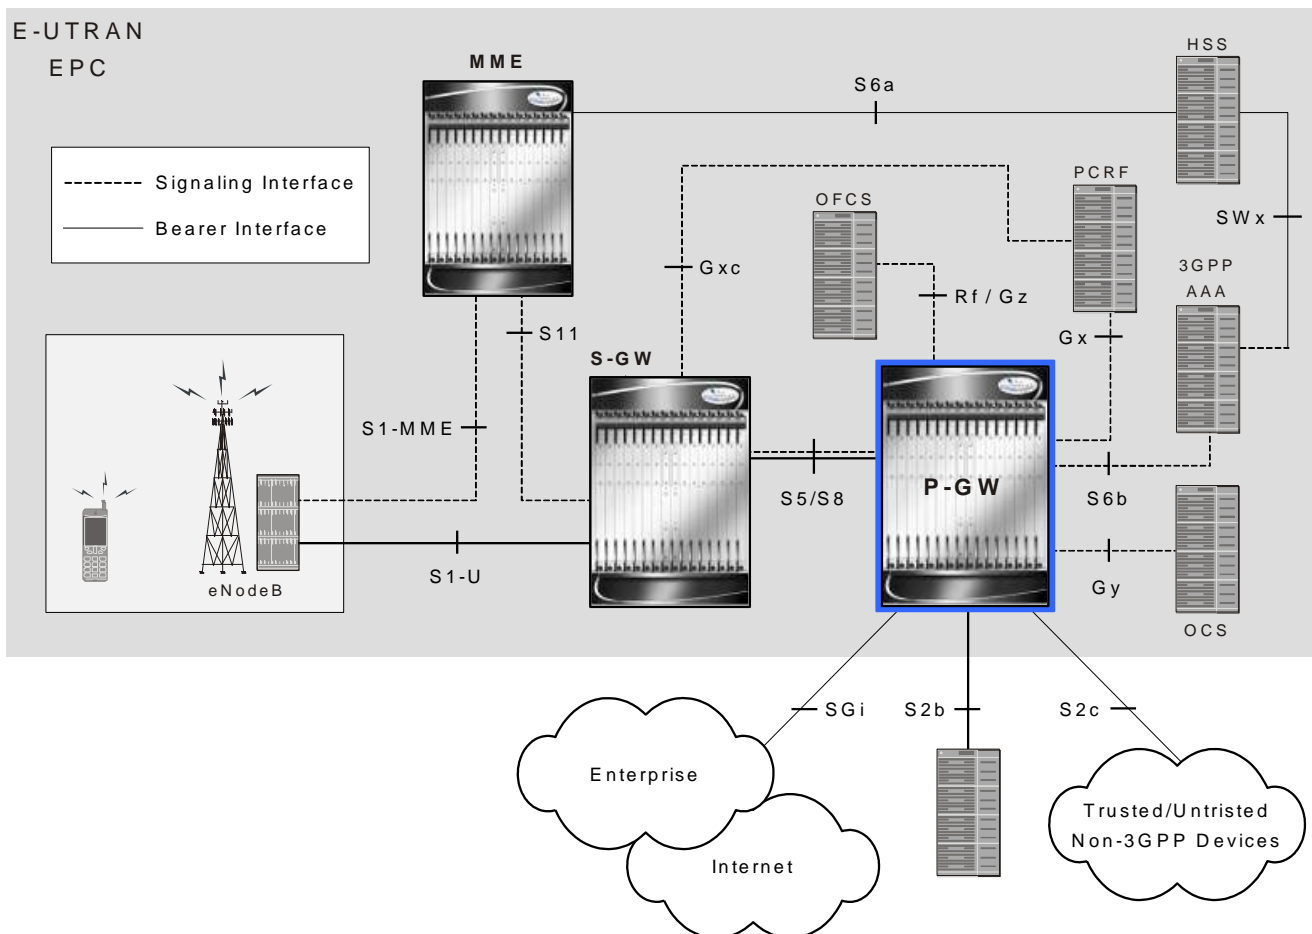 E-UTRAN
EPC
MME
HSS
S6a
Signaling Interface
Bearer Interface
PCRF
OFCS
SWx
Gxc
3GPP
AAA
Rf / Gz
S11
Gx
S-GW
S1-MME
P-GW
S5/S8
S6b
S1-U
eNodeB
Gy
OCS
SGi
S2b
S2c
Enterprise
Trusted/Untristed
Non-3GPP Devices
Internet